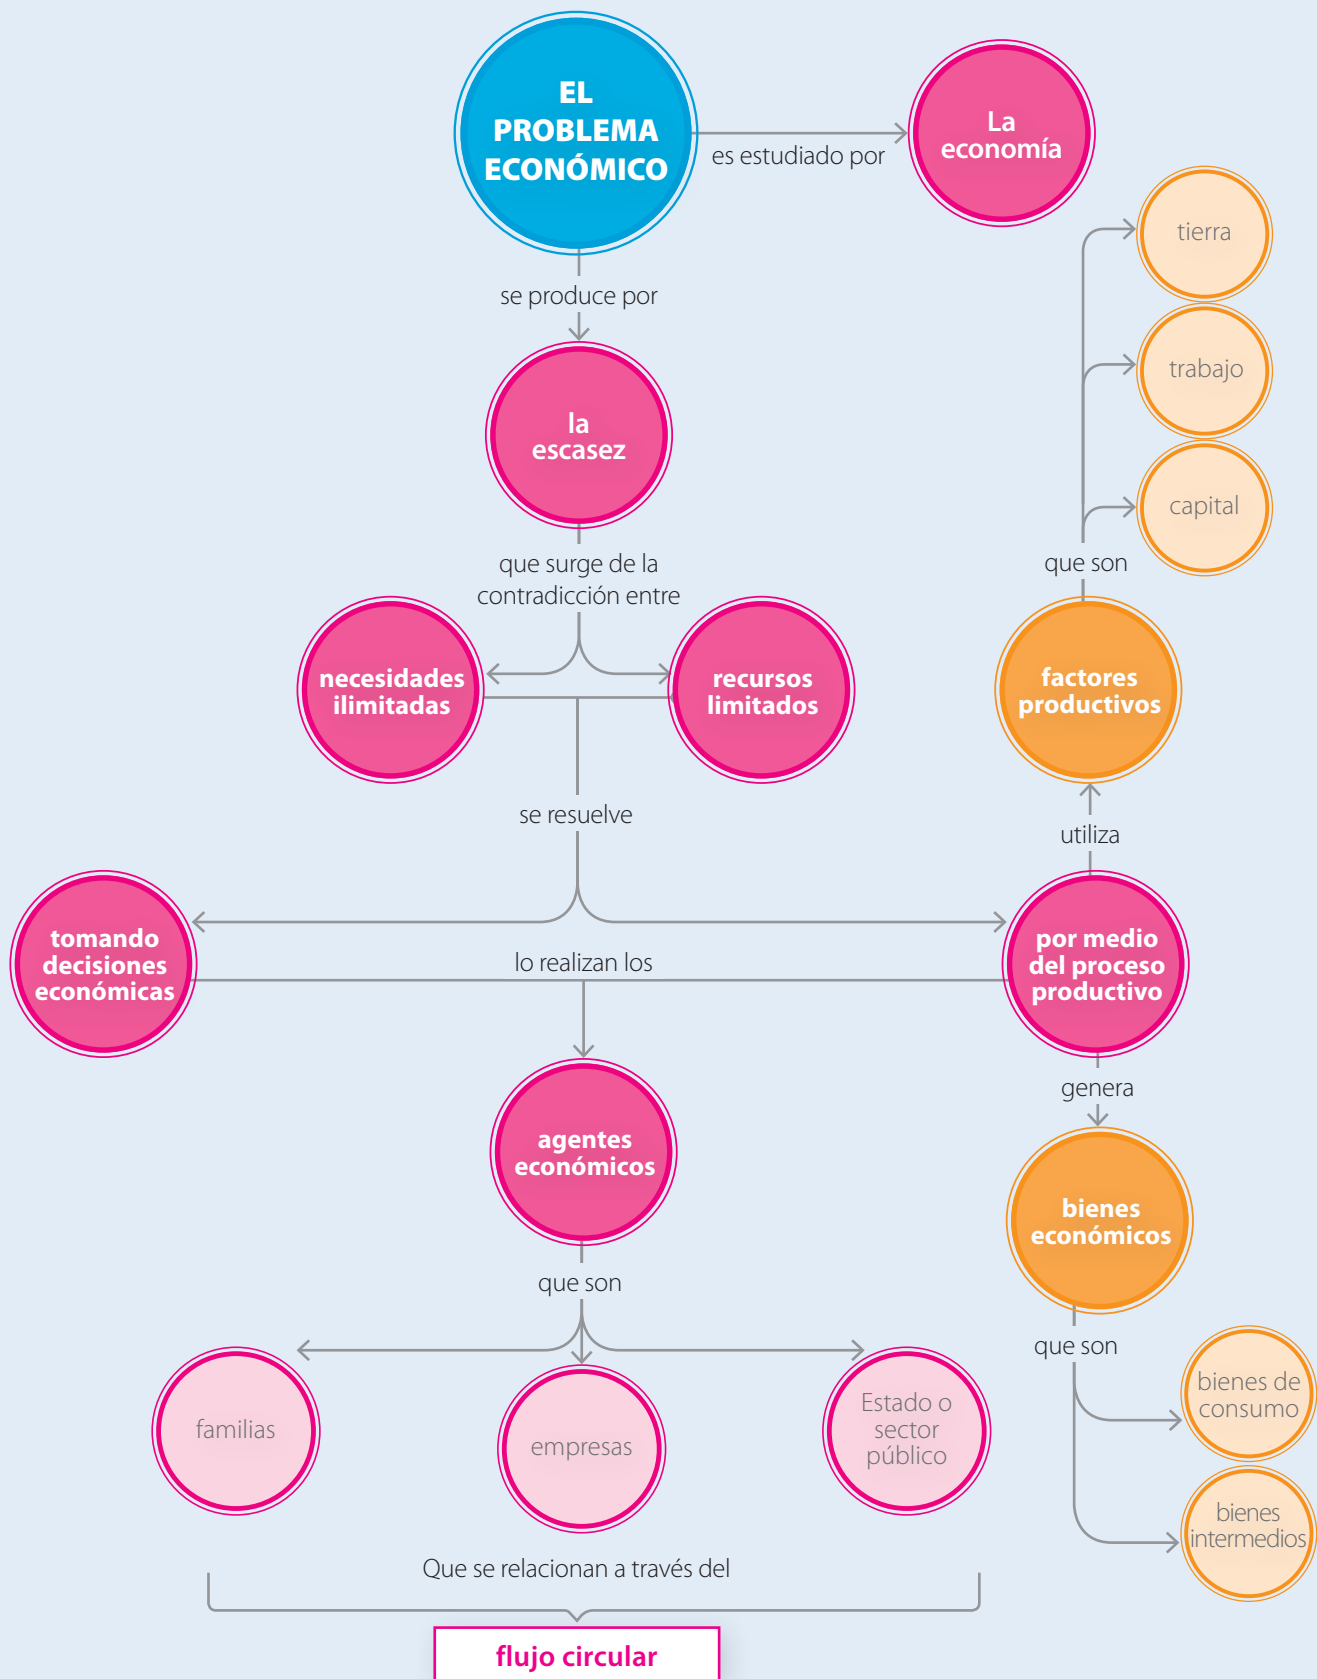 EL
PROBLEMA
ECONÓMICO
es estudiado por
La
economía
se produce por
la
escasez
que surge de la
contradicción entre
necesidades
ilimitadas
recursos
limitados
se resuelve
tomando
decisiones
económicas
por medio
del proceso
productivo
utiliza
factores
productivos
que son
tierra
trabajo
capital
lo realizan los
agentes
económicos
que son
familias
empresas
Estado o
sector
público
genera
bienes
económicos
que son
bienes de
consumo
bienes
intermedios
Que se relacionan a través del
flujo circular